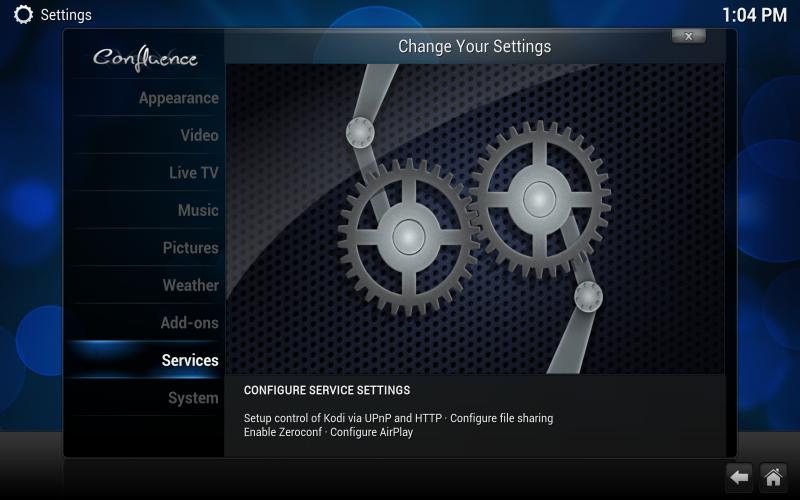 Settings
1:04 PM
Change Your Settings
x
Confluence
Appearance
Video
Live TV
Music
Pictures
Weather
Add-ons
Services
System
CONFIGURE SERVICE SETTINGS
Setup control of Kodi via UPnP and HTTP · Configure file sharing
Enable Zeroconf · Configure AirPlay